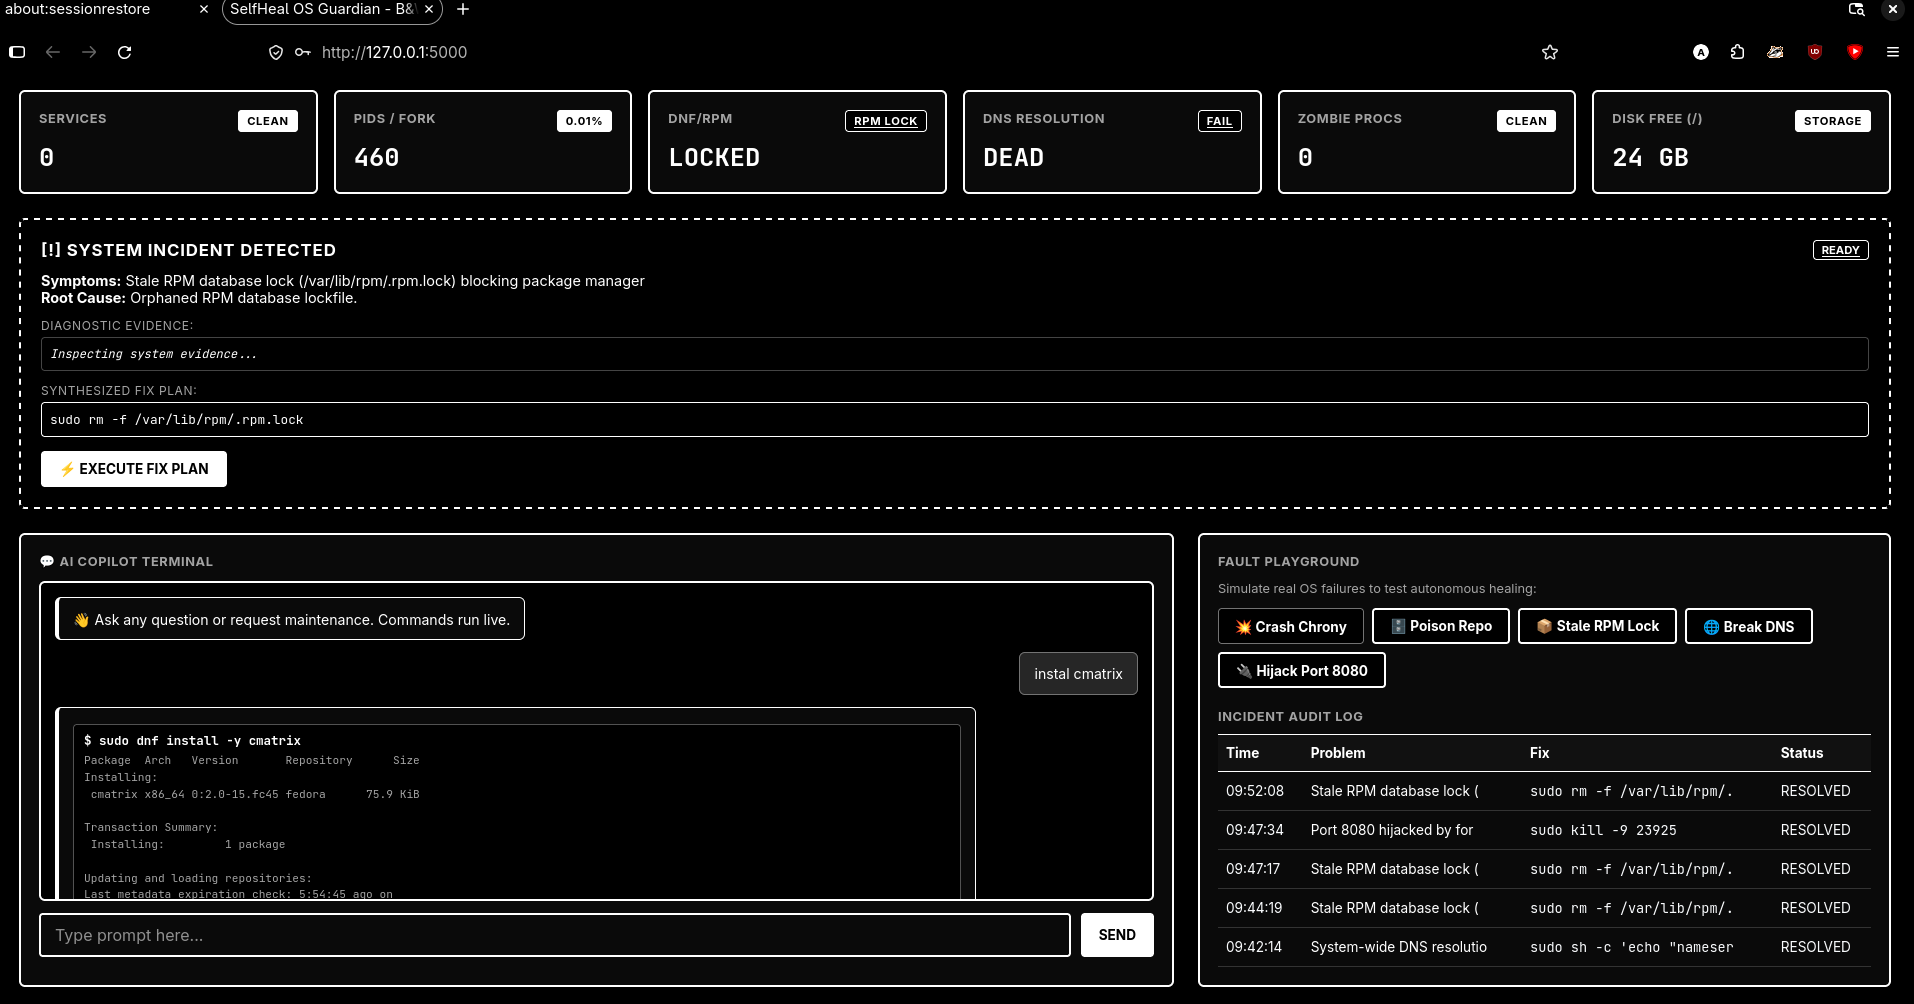 about:sessionrestore
SelfHeal OS Guardian - B&
http://127.0.0.1:5000
SERVICES
CLEAN
0
PIDS / FORK
0.01%
460
DNF/RPM
RPM LOCK
LOCKED
DNS RESOLUTION
FAIL
DEAD
ZOMBIE PROCS
CLEAN
0
DISK FREE (/)
STORAGE
24 GB
[!] SYSTEM INCIDENT DETECTED
READY
Symptoms: Stale RPM database lock (/var/lib/rpm/.rpm.lock) blocking package manager
Root Cause: Orphaned RPM database lockfile.
DIAGNOSTIC EVIDENCE:
Inspecting system evidence...
SYNTHESIZED FIX PLAN:
sudo rm -f /var/lib/rpm/.rpm.lock
⚡ EXECUTE FIX PLAN
💬 AI COPILOT TERMINAL
👋 Ask any question or request maintenance. Commands run live.
instal cmatrix
$ sudo dnf install -y cmatrix
Package Arch Version Repository Size
Installing:
cmatrix x86_64 0:2.0-15.fc45 fedora 75.9 KiB
Transaction Summary:
Installing: 1 package
Updating and loading repositories:
Last metadata expiration check: 5:54:45 ago on
Type prompt here...
SEND
FAULT PLAYGROUND
Simulate real OS failures to test autonomous healing:
💥 Crash Chrony
🗄️ Poison Repo
📦 Stale RPM Lock
🌐 Break DNS
🔌 Hijack Port 8080
INCIDENT AUDIT LOG
Time Problem Fix Status
09:52:08 Stale RPM database lock ( sudo rm -f /var/lib/rpm/. RESOLVED
09:47:34 Port 8080 hijacked by for sudo kill -9 23925 RESOLVED
09:47:17 Stale RPM database lock ( sudo rm -f /var/lib/rpm/. RESOLVED
09:44:19 Stale RPM database lock ( sudo rm -f /var/lib/rpm/. RESOLVED
09:42:14 System-wide DNS resolutio sudo sh -c 'echo "nameser RESOLVED